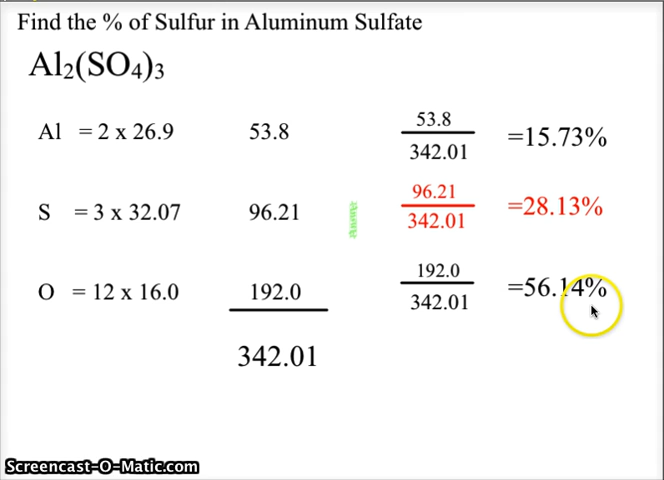 Find the % of Sulfur in Aluminum Sulfate
Al₂(SO₄)₃
Al = 2 x 26.9 53.8 53.8/342.01 =15.73%
S = 3 x 32.07 96.21 Answer 96.21/342.01 =28.13%
O = 12 x 16.0 192.0 192.0/342.01 =56.14%
342.01
Screencast-O-Matic.com